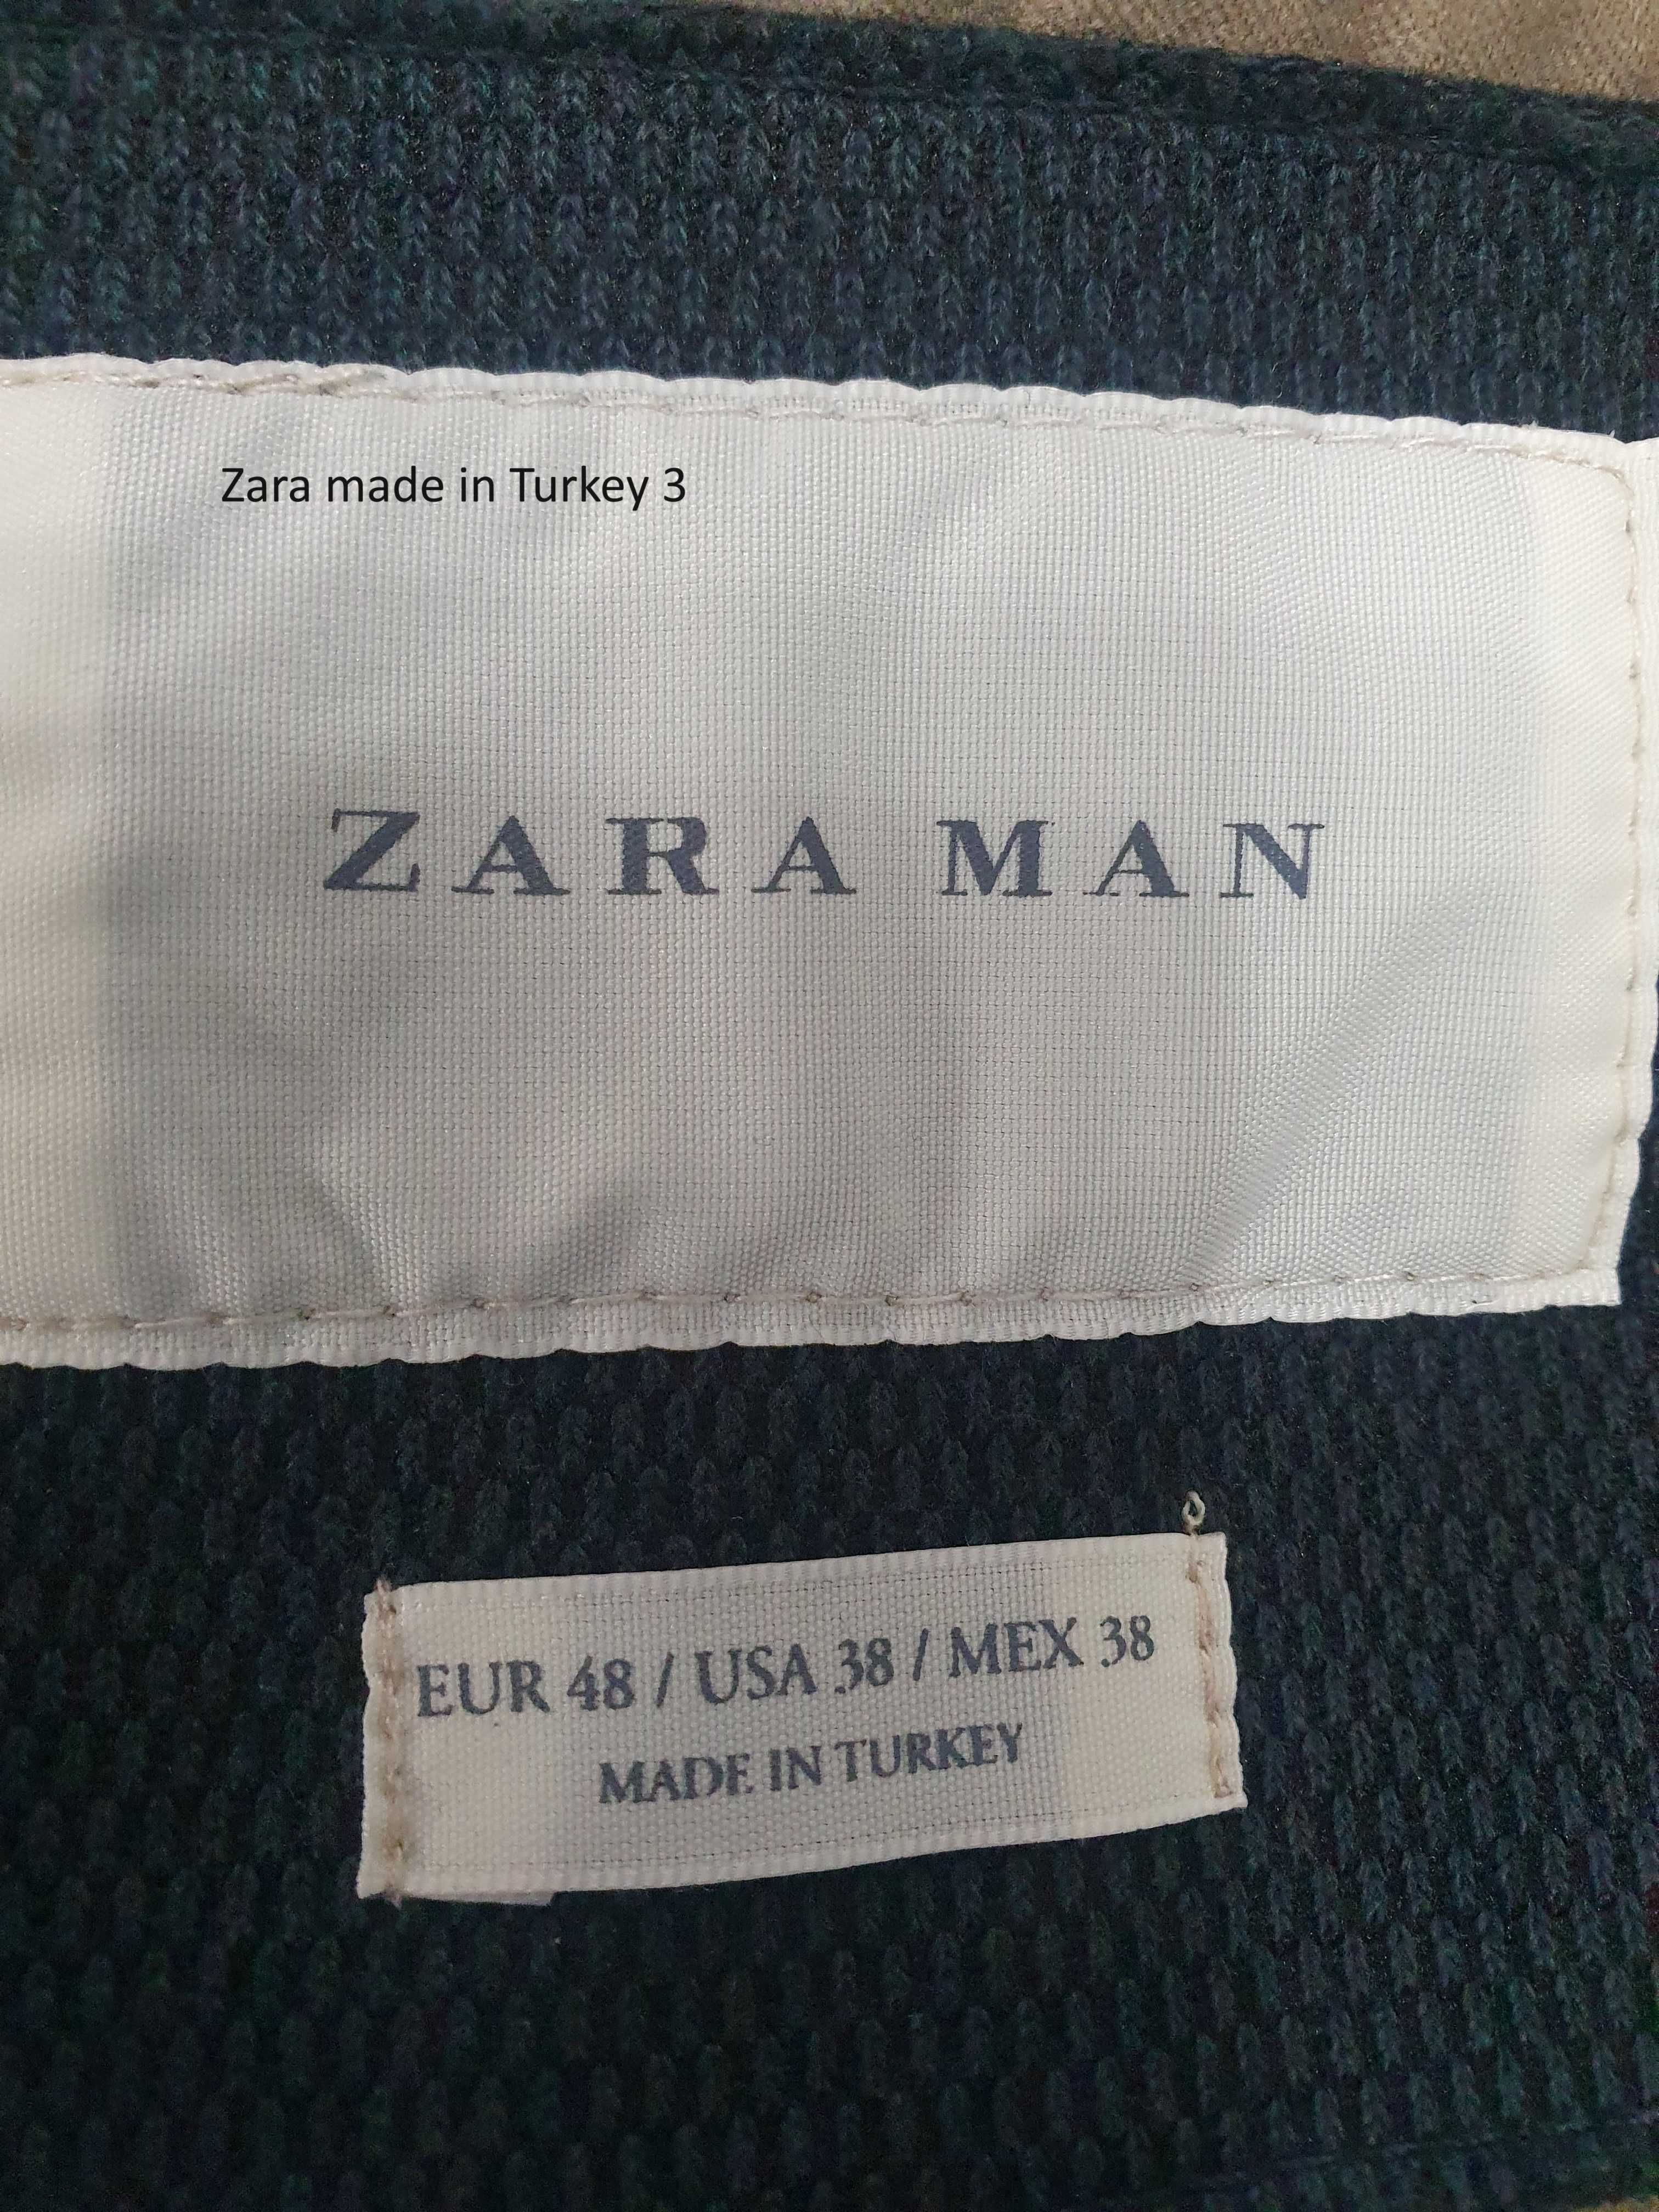 Zara made in Turkey 3
ZARA MAN
EUR 48 / USA 38 / MEX 38
MADE IN TURKEY